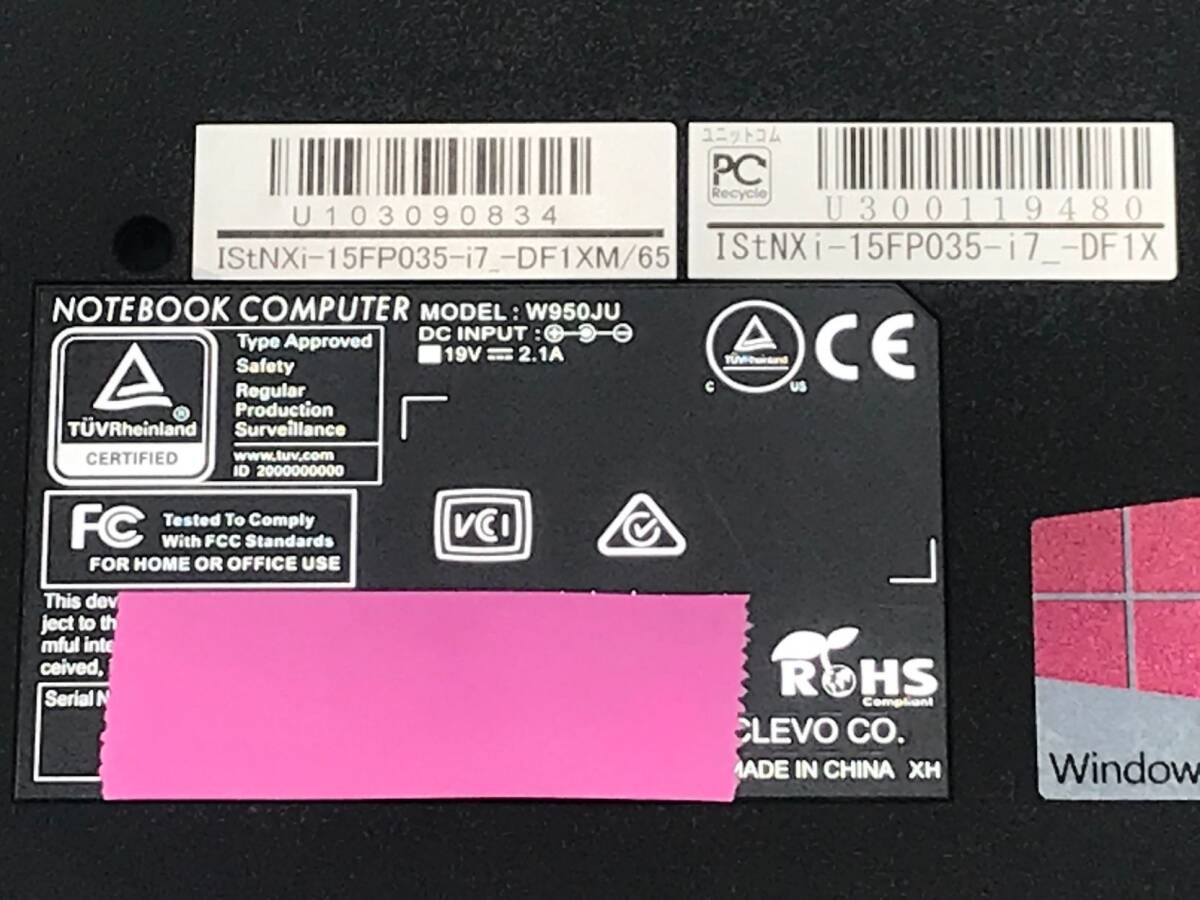 U103090834
IStNXi-15FP035-i7_-DF1XM/65
ユニットコム
PC
Recycle
U300119480
IStNXi-15FP035-i7_-DF1X
NOTEBOOK COMPUTER
MODEL : W950JU
DC INPUT :
19V 2.1A
TÜVRheinland
CERTIFIED
Type Approved
Safety
Regular
Production
Surveillance
www.tuv.com
ID 2000000000
TÜVRheinland
C US
CE
FC
Tested To Comply
With FCC Standards
FOR HOME OR OFFICE USE
VCI
This dev
ject to th
mful inte
ceived,
Serial N
RoHS
Compliant
CLEVO CO.
MADE IN CHINA XH
Window